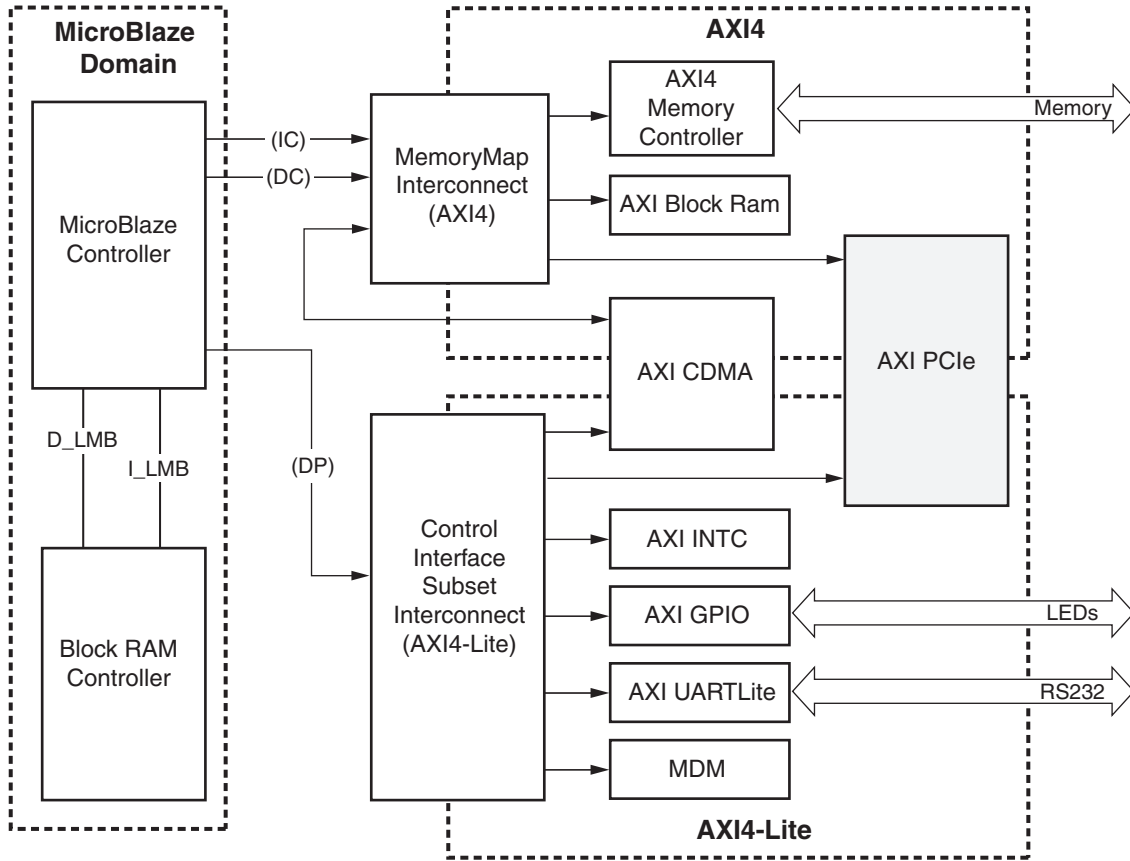 MicroBlaze
Domain
MicroBlaze
Controller
D_LMB
I_LMB
Block RAM
Controller
(IC)
(DC)
(DP)
AXI4
MemoryMap
Interconnect
(AXI4)
AXI4
Memory
Controller
Memory
AXI Block Ram
AXI CDMA
AXI PCIe
Control
Interface
Subset
Interconnect
(AXI4-Lite)
AXI INTC
AXI GPIO
LEDs
AXI UARTLite
RS232
MDM
AXI4-Lite